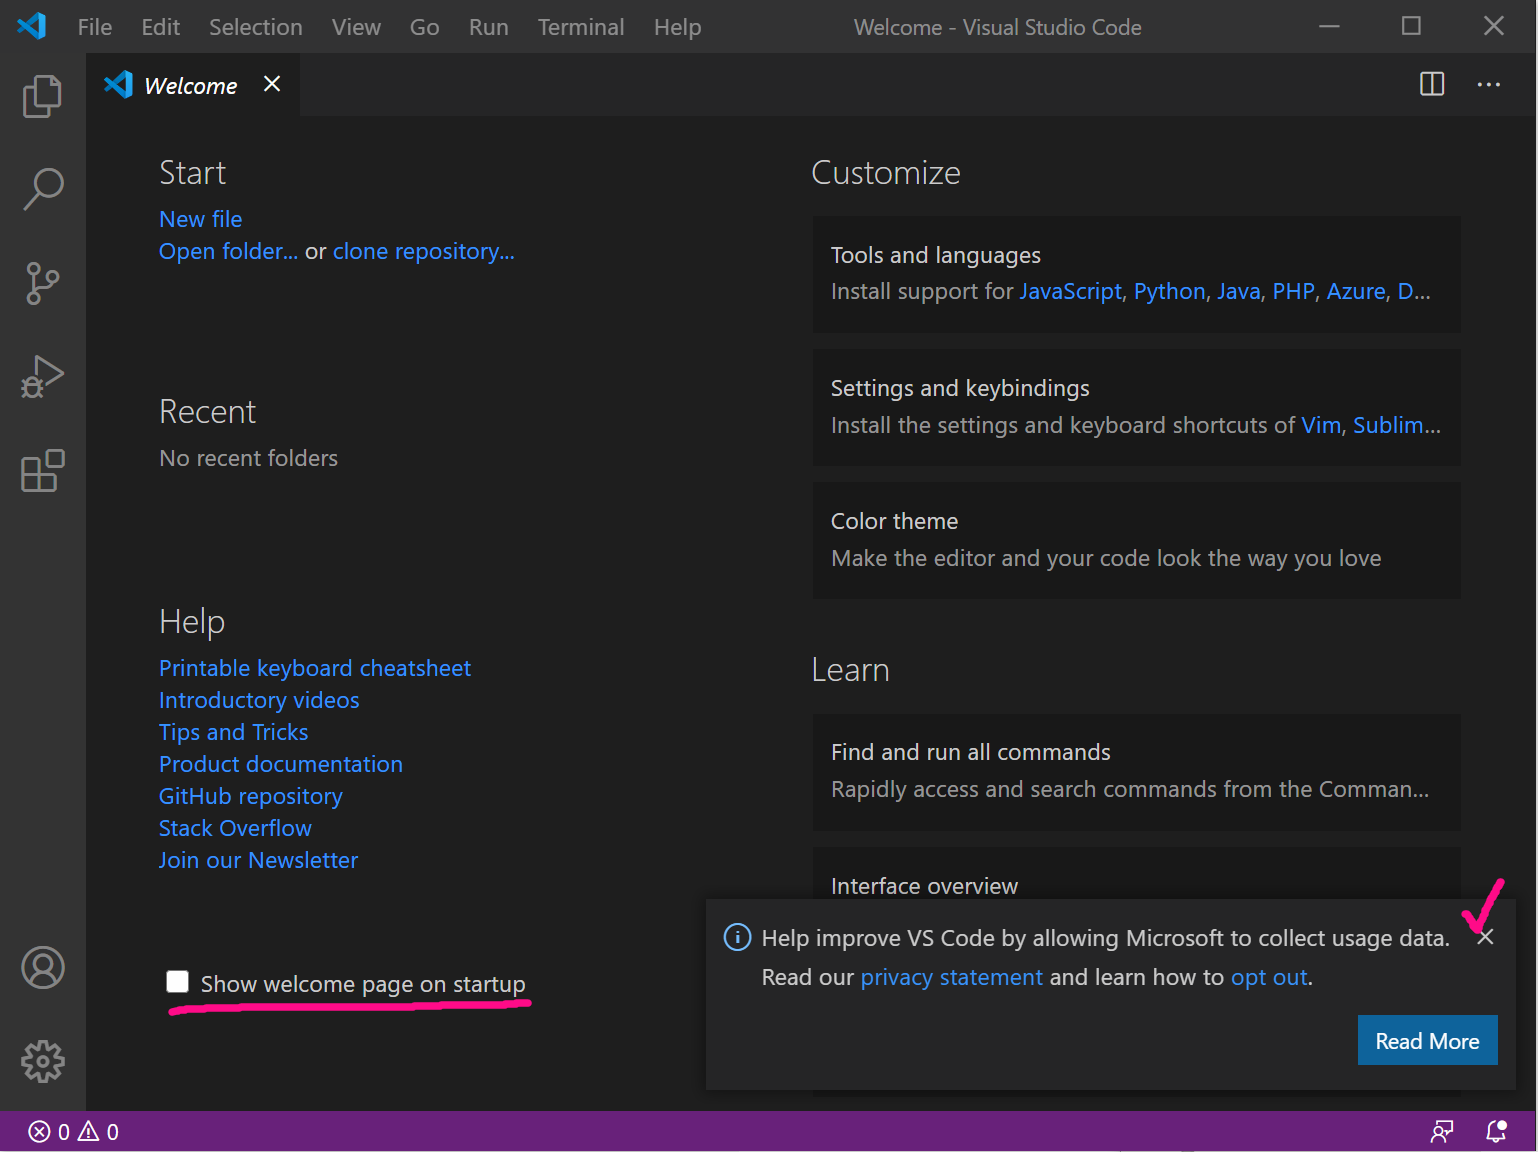 File Edit Selection View Go Run Terminal Help Welcome - Visual Studio Code
Welcome
Start
New file
Open folder... or clone repository...
Recent
No recent folders
Help
Printable keyboard cheatsheet
Introductory videos
Tips and Tricks
Product documentation
GitHub repository
Stack Overflow
Join our Newsletter
Show welcome page on startup
Customize
Tools and languages
Install support for JavaScript, Python, Java, PHP, Azure, D...
Settings and keybindings
Install the settings and keyboard shortcuts of Vim, Sublim...
Color theme
Make the editor and your code look the way you love
Learn
Find and run all commands
Rapidly access and search commands from the Comman...
Interface overview
Help improve VS Code by allowing Microsoft to collect usage data.
Read our privacy statement and learn how to opt out.
Read More
0 0